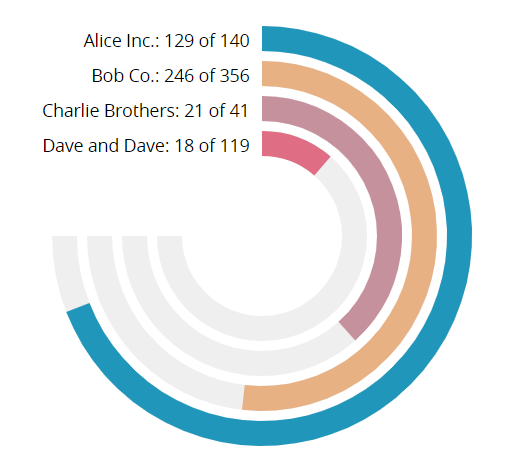 Alice Inc.: 129 of 140
Bob Co.: 246 of 356
Charlie Brothers: 21 of 41
Dave and Dave: 18 of 119